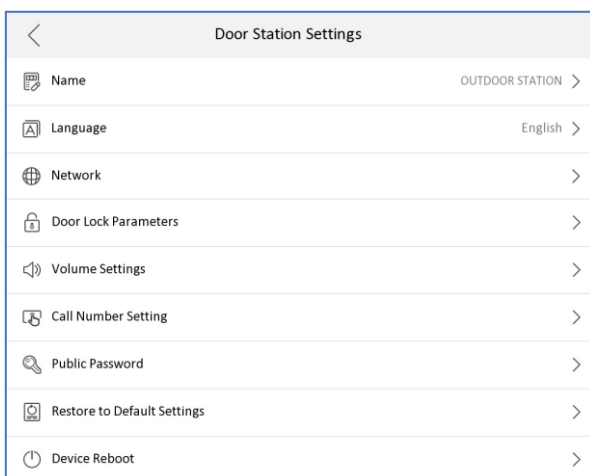 Door Station Settings
Name OUTDOOR STATION
Language English
Network
Door Lock Parameters
Volume Settings
Call Number Setting
Public Password
Restore to Default Settings
Device Reboot